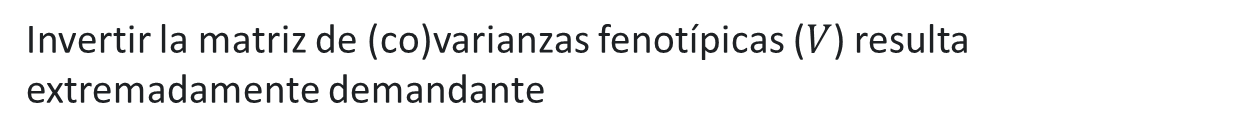 Invertir la matriz de (co)varianzas fenotípicas (V) resulta
extremadamente demandante